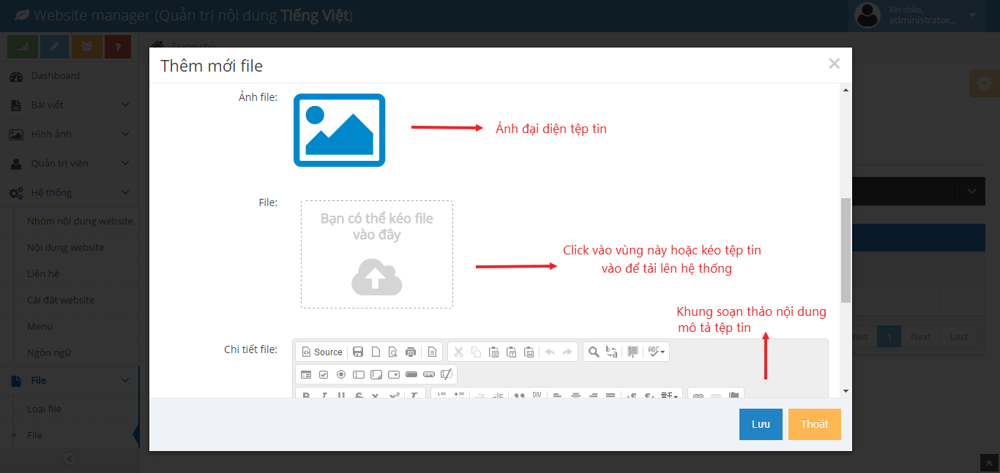 Website manager (Quản trị nội dung Tiếng Việt)
Xin chào,
administrator...
Trang chủ
Dashboard
Bài viết
Hình ảnh
Quản trị viên
Hệ thống
Nhóm nội dung website
Nội dung website
Liên hệ
Cài đặt website
Menu
Ngôn ngữ
File
Loại file
File
Thêm mới file
×
Ảnh file:
Ảnh đại diện tệp tin
File:
Bạn có thể kéo file
vào đây
Click vào vùng này hoặc kéo tệp tin
vào để tải lên hệ thống
Khung soạn thảo nội dung
mô tả tệp tin
Chi tiết file:
Source
ous 1 Next Last
Lưu
Thoát